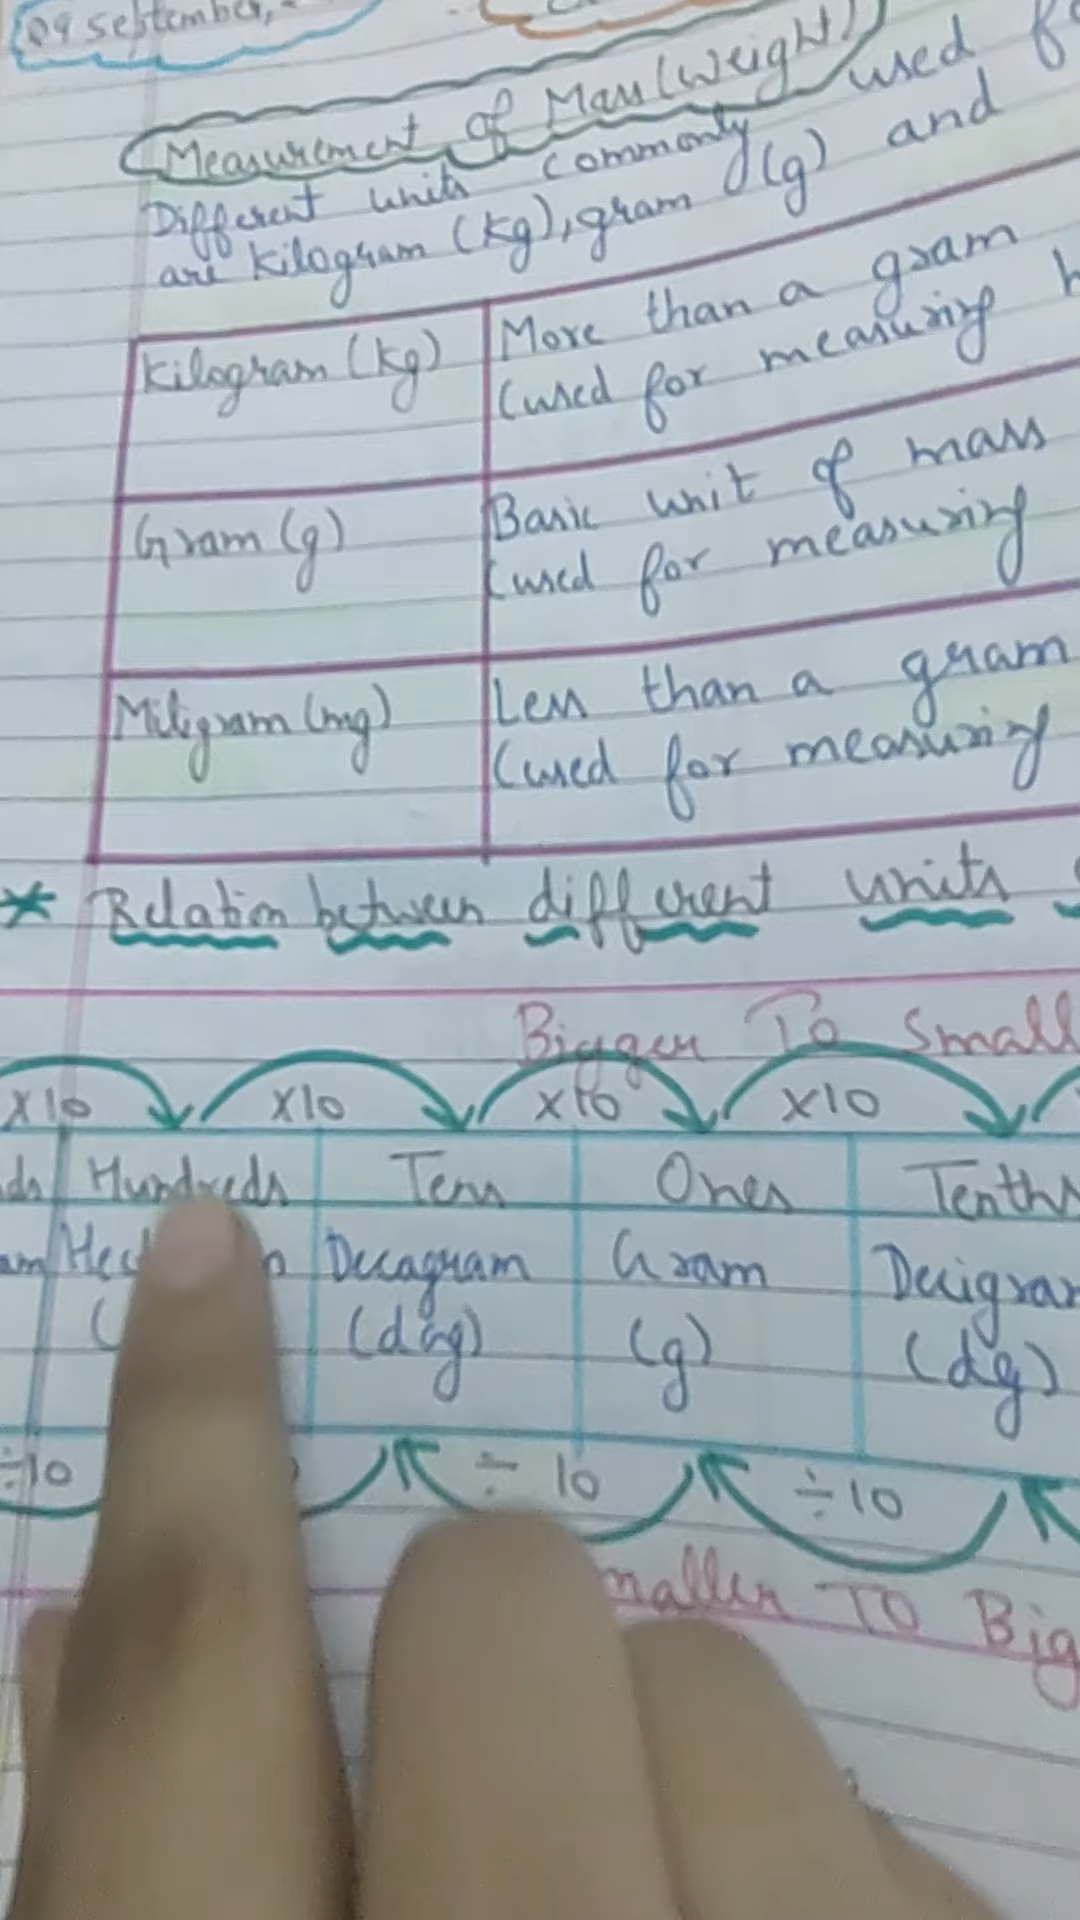 09 September,
Measurement of Mass (Weight)
Different units commonly used
are kilogram (kg), gram (g) and
Kilogram (kg)
More than a gram
(used for measuring
Gram (g)
Basic unit of mass
(used for measuring
Miligram (mg)
Less than a gram
(used for measuring
* Relation between different units
Bigger To Small
x10 x10 x10 x10
Hundreds Tens Ones Tenths
Decagram Gram Decigram
(dag) (g) (dg)
÷10 ÷10 ÷10
maller To Big